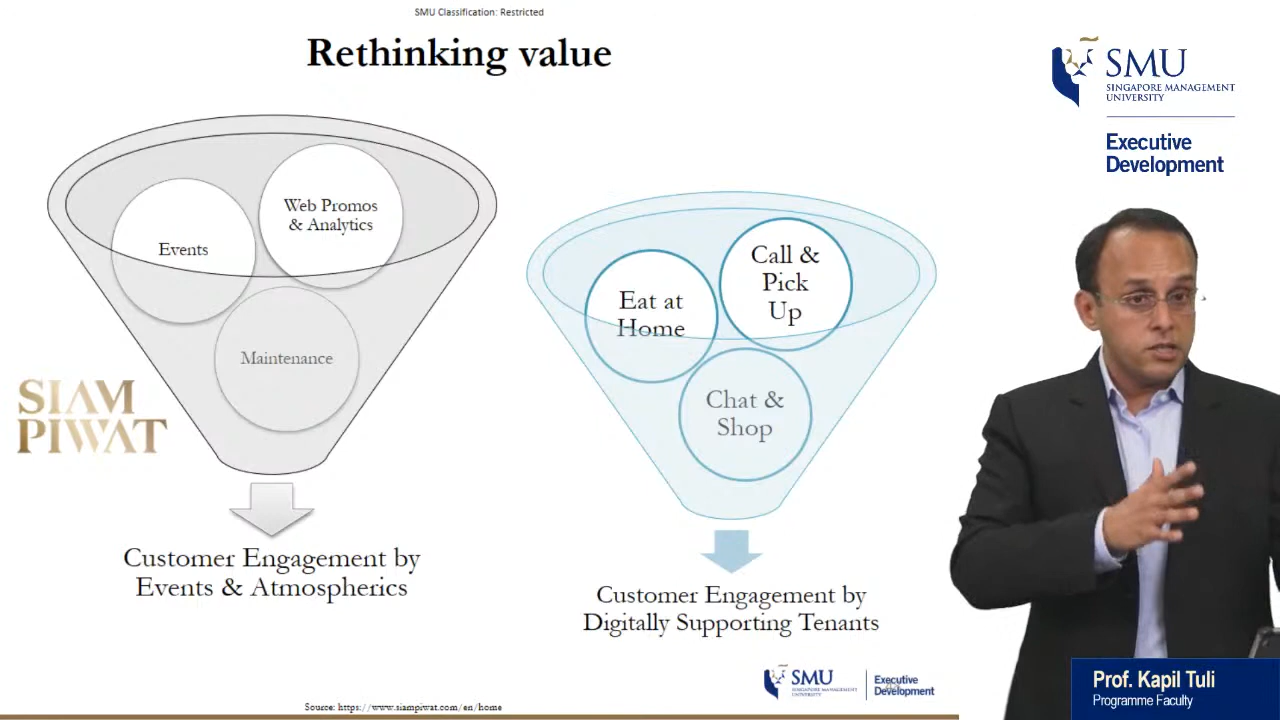 SMU Classification: Restricted
Rethinking value
Events
Web Promos
& Analytics
Maintenance
SIAM
PIWAT
Customer Engagement by
Events & Atmospherics
Eat at
Home
Call &
Pick
Up
Chat &
Shop
Customer Engagement by
Digitally Supporting Tenants
SMU
SINGAPORE MANAGEMENT
UNIVERSITY
Executive
Development
Source: https://www.siampiwat.com/en/home
SMU
SINGAPORE MANAGEMENT
UNIVERSITY
Executive
Development
Prof. Kapil Tuli
Programme Faculty